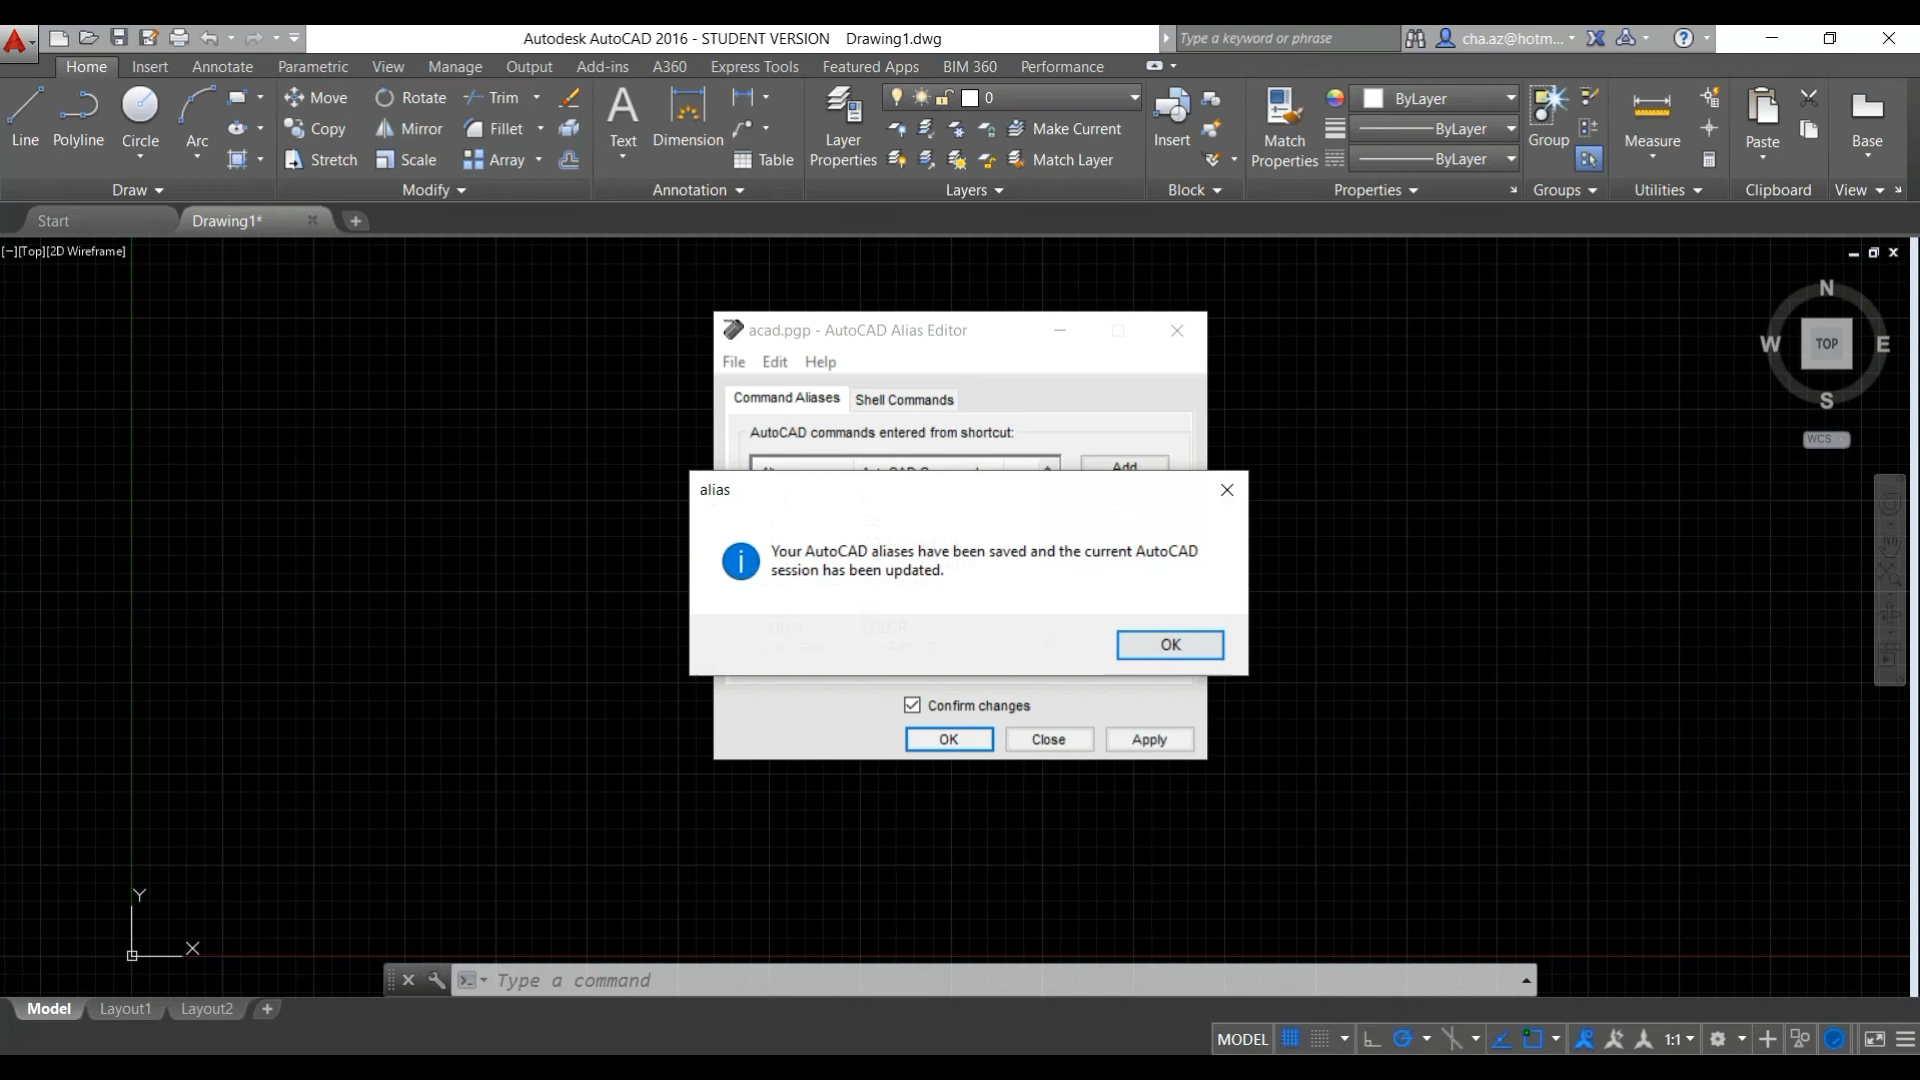 Autodesk AutoCAD 2016 - STUDENT VERSION Drawing1.dwg
Type a keyword or phrase
cha.az@hotm...
Home Insert Annotate Parametric View Manage Output Add-ins A360 Express Tools Featured Apps BIM 360 Performance
Line Polyline Circle Arc
Move Rotate Trim
Copy Mirror Fillet
Stretch Scale Array
Text Dimension
Table
Layer Properties
0
Make Current
Match Layer
Insert
Match Properties
ByLayer
ByLayer
ByLayer
Group
Measure
Paste
Base
Draw Modify Annotation Layers Block Properties Groups Utilities Clipboard View
Start Drawing1*
[−][Top][2D Wireframe]
N
W TOP E
S
WCS
acad.pgp - AutoCAD Alias Editor
File Edit Help
Command Aliases Shell Commands
AutoCAD commands entered from shortcut:
Add
alias
Your AutoCAD aliases have been saved and the current AutoCAD
session has been updated.
OK
Confirm changes
OK Close Apply
Y
X
Type a command
Model Layout1 Layout2
MODEL 1:1